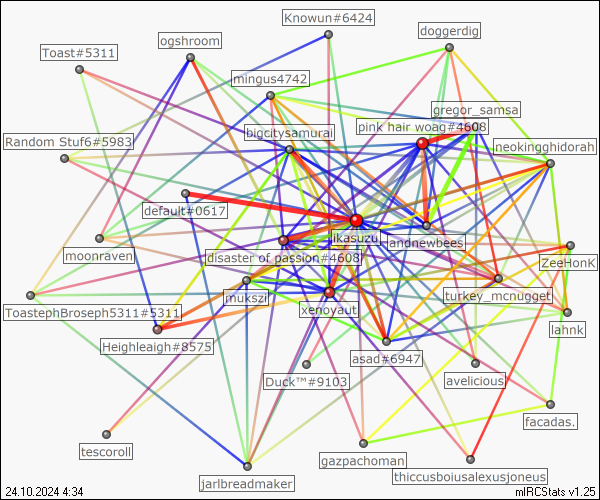 Knowun#6424
doggerdig
ogshroom
Toast#5311
mingus4742
gregor_samsa
pink hair woag#4608
bigcitysamurai
Random Stuf6#5983
neokingghidorah
default#0617
ikasuzu
andnewbees
moonraven
disaster of passion#4608
ZeeHonK
mukszii
turkey_mcnugget
xenoyaut
ToastephBroseph5311#5311
lahnk
Heighleaigh#8575
asad#6947
Duck™#9103
avelicious
facadas.
tescoroll
gazpachoman
thiccusboiusalexusjoneus
jarlbreadmaker
24.10.2024 4:34
mIRCStats v1.25